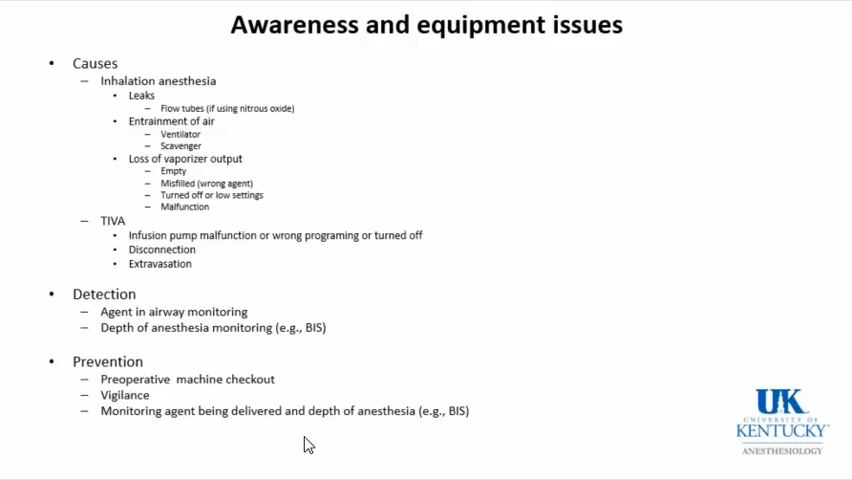 Awareness and equipment issues
• Causes
– Inhalation anesthesia
• Leaks
– Flow tubes (if using nitrous oxide)
• Entrainment of air
– Ventilator
– Scavenger
• Loss of vaporizer output
– Empty
– Misfilled (wrong agent)
– Turned off or low settings
– Malfunction
– TIVA
• Infusion pump malfunction or wrong programing or turned off
• Disconnection
• Extravasation
• Detection
– Agent in airway monitoring
– Depth of anesthesia monitoring (e.g., BIS)
• Prevention
– Preoperative machine checkout
– Vigilance
– Monitoring agent being delivered and depth of anesthesia (e.g., BIS)
UK
UNIVERSITY OF
KENTUCKY
ANESTHESIOLOGY